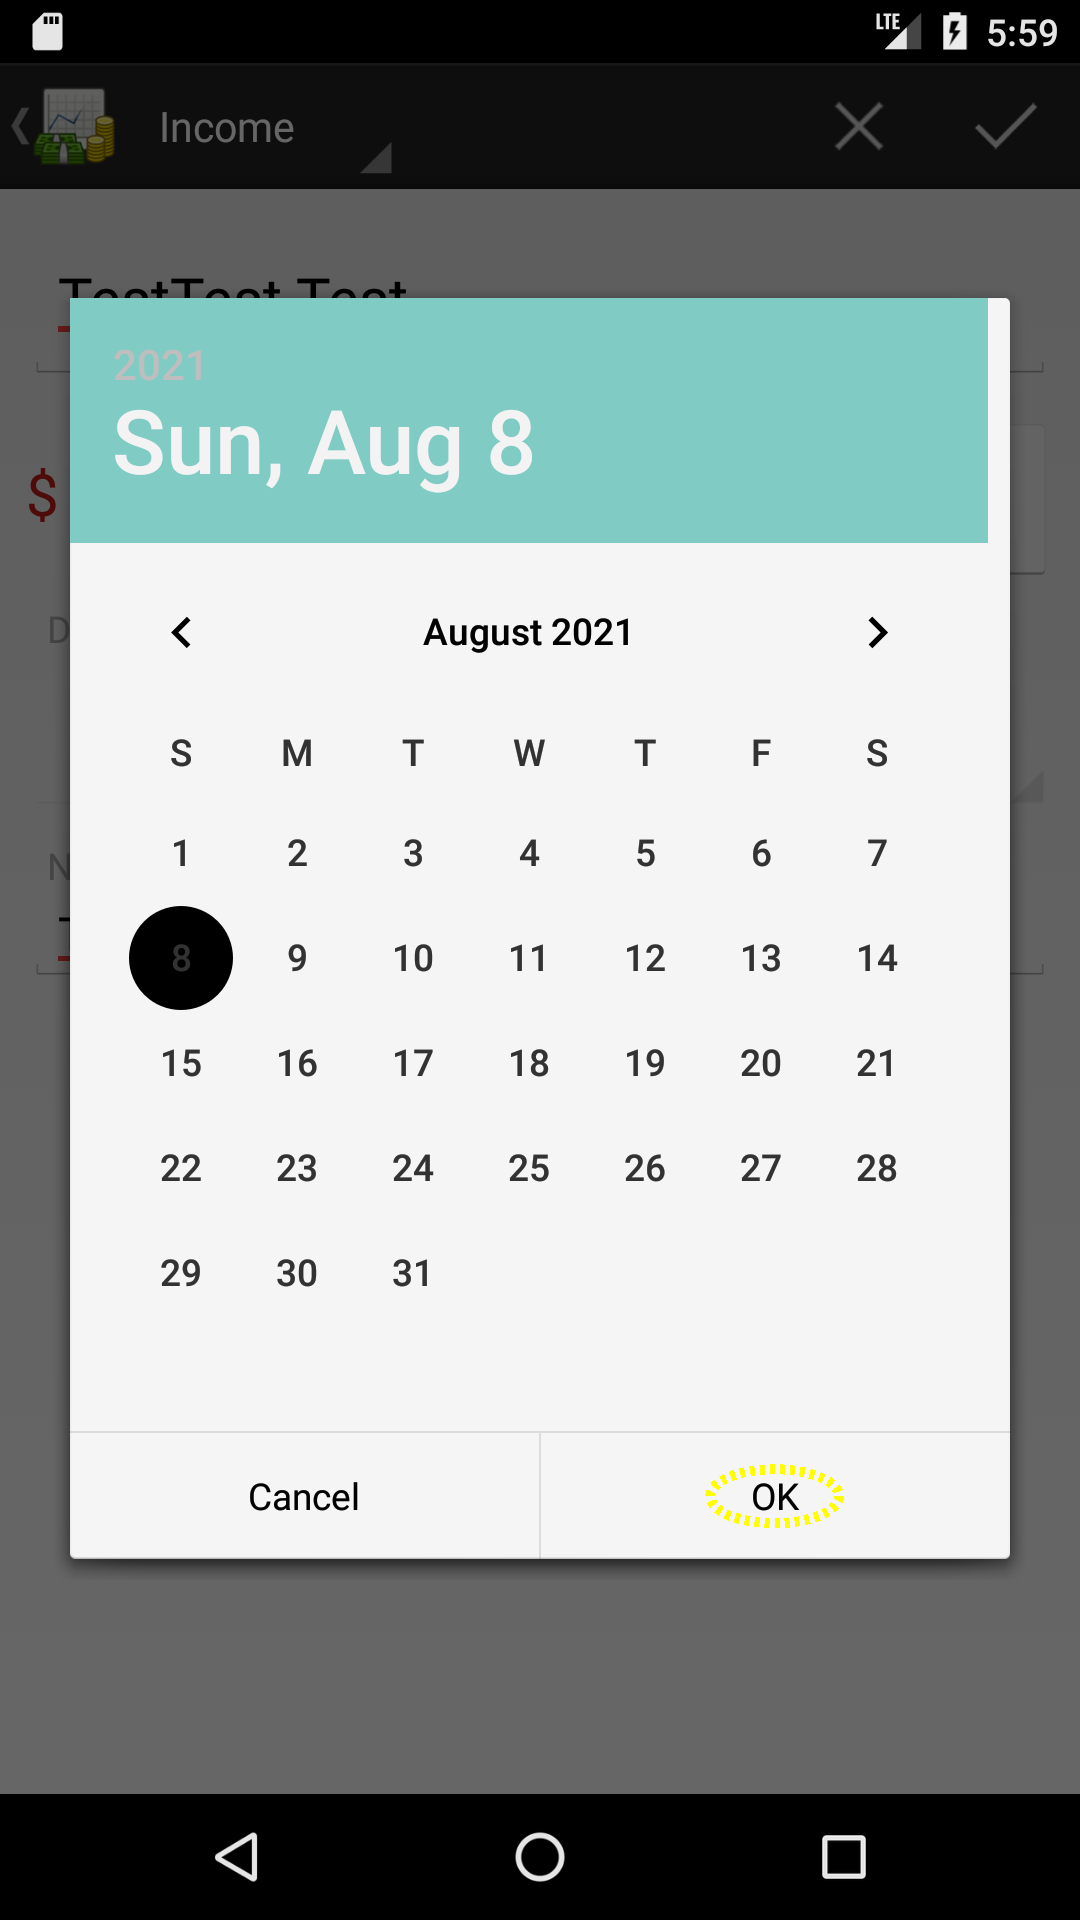 LTE 5:59
Income
TestTest Test
2021
Sun, Aug 8
$
August 2021
S M T W T F S
1 2 3 4 5 6 7
8 9 10 11 12 13 14
15 16 17 18 19 20 21
22 23 24 25 26 27 28
29 30 31
Cancel OK